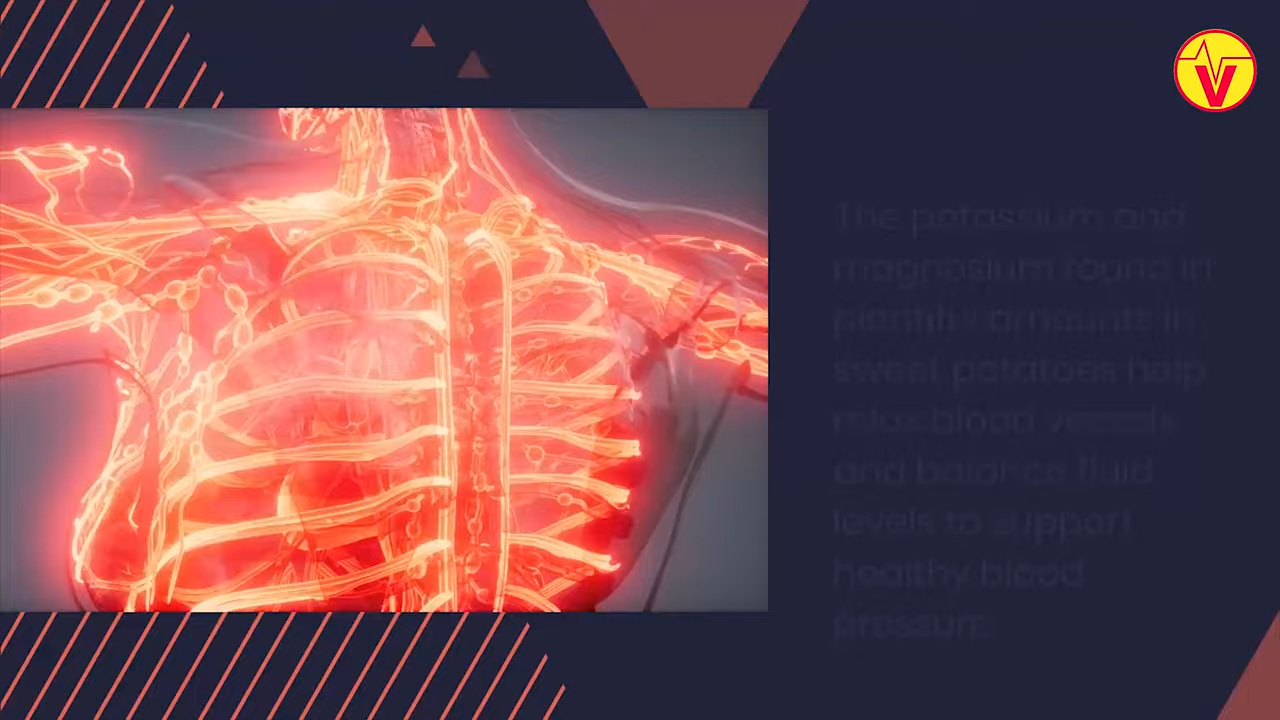 V
The potassium and
magnesium found in
plentiful amounts in
sweet potatoes help
relax blood vessels
and balance fluid
levels to support
healthy blood
pressure